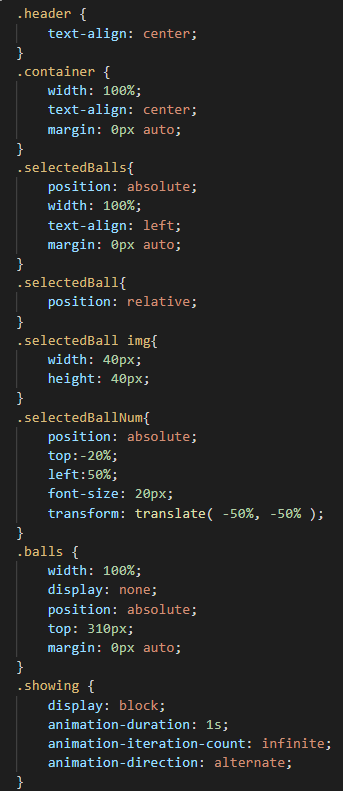 .header {
    text-align: center;
}
.container {
    width: 100%;
    text-align: center;
    margin: 0px auto;
}
.selectedBalls{
    position: absolute;
    width: 100%;
    text-align: left;
    margin: 0px auto;
}
.selectedBall{
    position: relative;
}
.selectedBall img{
    width: 40px;
    height: 40px;
}
.selectedBallNum{
    position: absolute;
    top:-20%;
    left:50%;
    font-size: 20px;
    transform: translate( -50%, -50% );
}
.balls {
    width: 100%;
    display: none;
    position: absolute;
    top: 310px;
    margin: 0px auto;
}
.showing {
    display: block;
    animation-duration: 1s;
    animation-iteration-count: infinite;
    animation-direction: alternate;
}